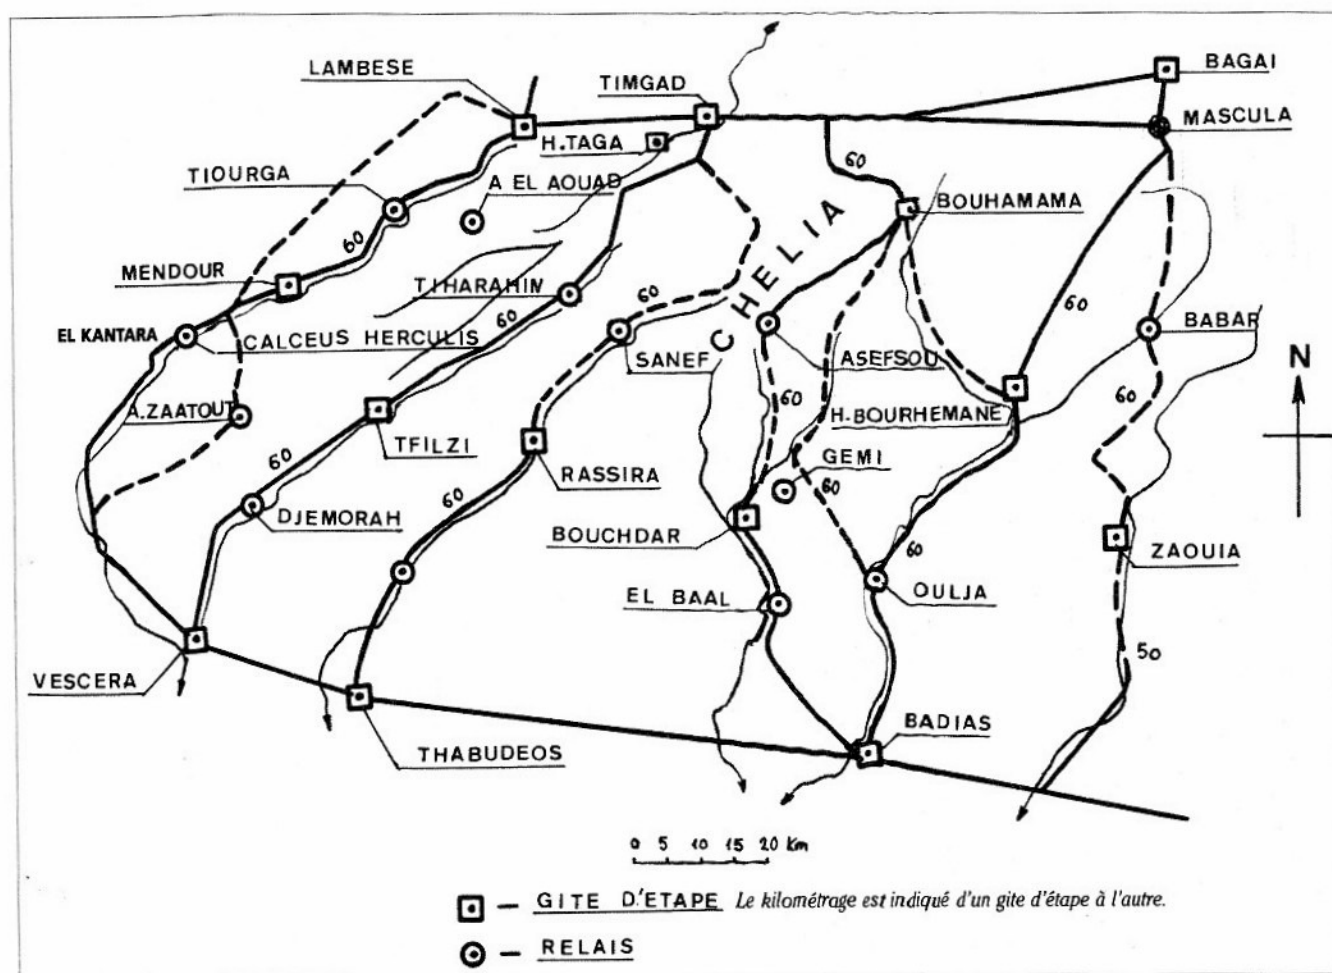 LAMBESE
TIMGAD
BAGAI
MASCULA
H.TAGA
TIOURGA
A EL AOUAD
60
BOUHAMAMA
60
MENDOUR
TIHARAHIM
60
CHELIA
60
60
EL KANTARA
CALCEUS HERCULIS
SANEF
ASEFSOU
BABAR
N
A.ZAATOUT
60
H.BOURHEMANE
60
TFILZI
60
RASSIRA
GEMI
60
60
DJEMORAH
BOUCHDAR
60
ZAOUIA
EL BAAL
OULJA
50
VESCERA
THABUDEOS
BADIAS
0 5 10 15 20 Km
— GITE D'ETAPE Le kilométrage est indiqué d'un gite d'étape à l'autre.
— RELAIS